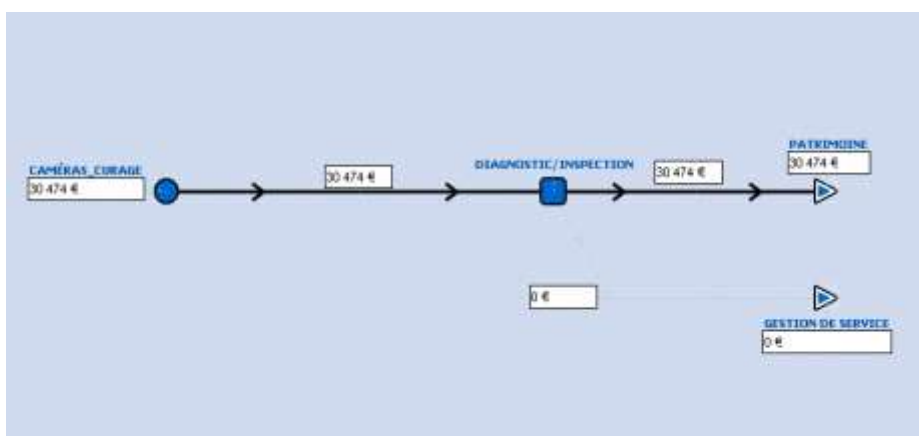 CAMÉRAS_CURAGE
30 474 €
30 474 €
DIAGNOSTIC/INSPECTION
30 474 €
PATRIMOINE
30 474 €
0 €
GESTION DE SERVICE
0 €